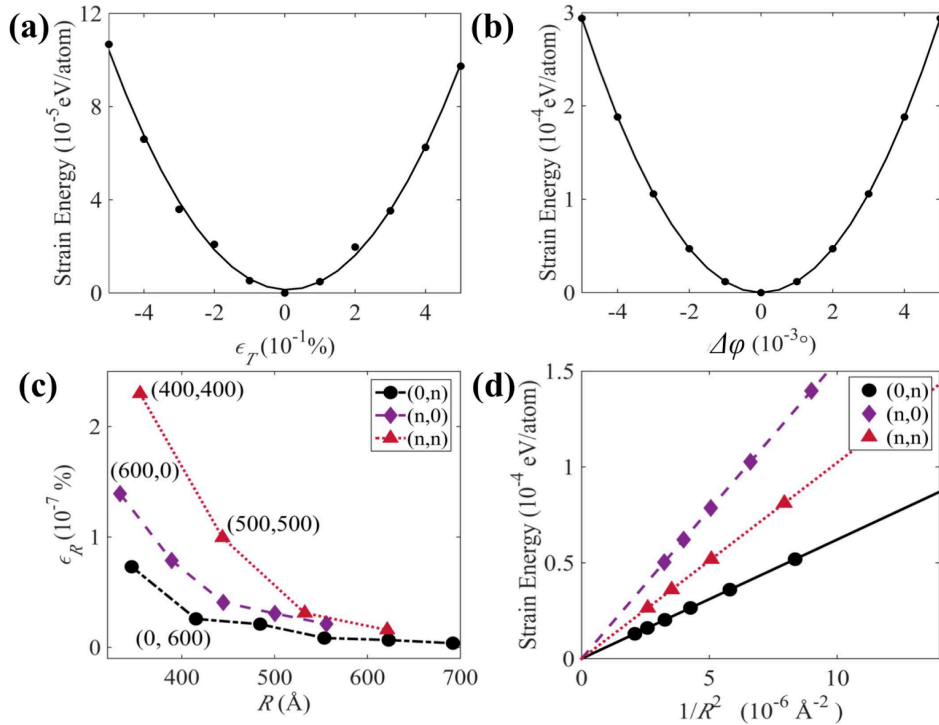 (a)
12
8
4
0
Strain Energy (10⁻⁵eV/atom)
-4 -2 0 2 4
ϵ_T (10⁻¹%)
(b)
3
2
1
0
Strain Energy (10⁻⁴eV/atom)
-4 -2 0 2 4
Δφ (10⁻³°)
(c)
2
1
0
ϵ_R (10⁻⁷ %)
(400,400)
(600,0)
(500,500)
(0, 600)
(0,n)
(n,0)
(n,n)
400 500 600 700
R (Å)
(d)
1.5
1
0.5
0
Strain Energy (10⁻⁴ eV/atom)
(0,n)
(n,0)
(n,n)
0 5 10
1/R² (10⁻⁶ Å⁻²)